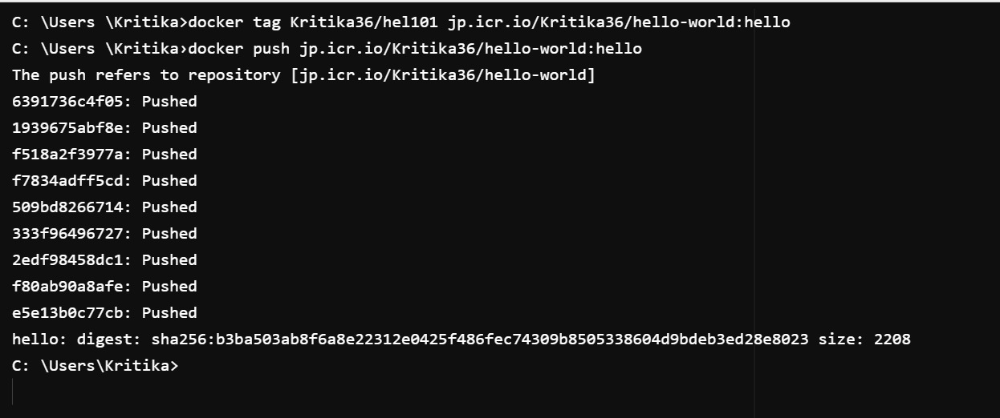 C: \Users \Kritika>docker tag Kritika36/hel101 jp.icr.io/Kritika36/hello-world:hello
C: \Users \Kritika›docker push jp.icr.io/Kritika36/hello-world:hello
The push refers to repository [jp.icr.io/Kritika36/hello-world]
6391736c4f05: Pushed
1939675abf8e: Pushed
f518a2f3977a: Pushed
f7834adff5cd: Pushed
509bd8266714: Pushed
333f96496727: Pushed
2edf98458dc1: Pushed
f80ab90a8afe: Pushed
e5e13b0c77cb: Pushed
hello: digest: sha256:b3ba503ab8f6a8e22312e0425f486fec74309b8505338604d9bdeb3ed28e8023 size: 2208
C: \Users\Kritika>